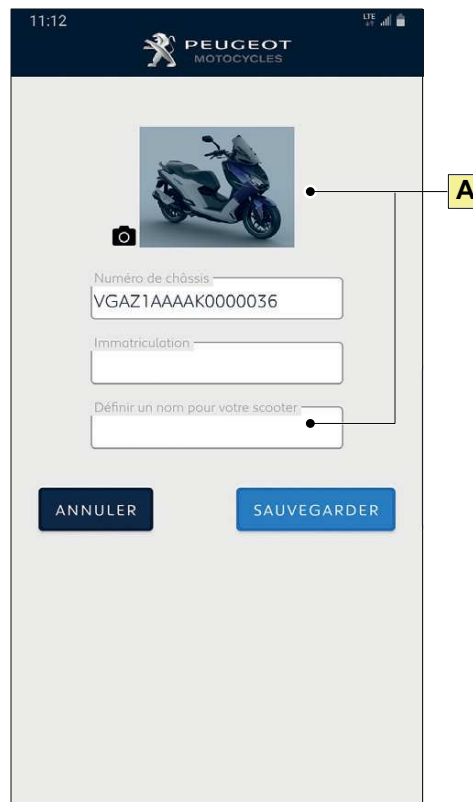 11:12
LTE
PEUGEOT
MOTOCYCLES
A
Numéro de châssis
VGAZ1AAAAK0000036
Immatriculation
Définir un nom pour votre scooter
ANNULER
SAUVEGARDER